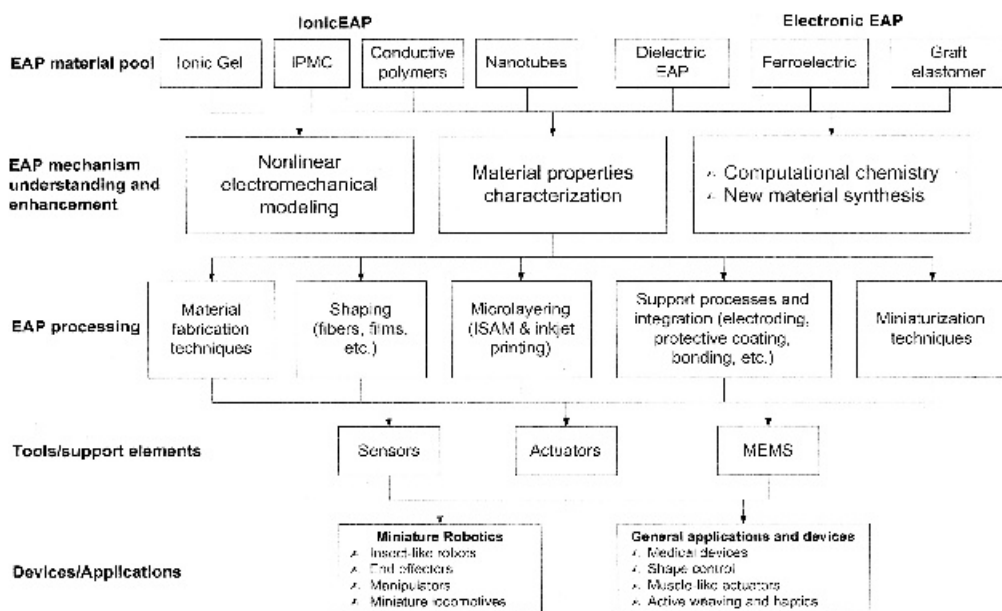 IonicEAP
Electronic EAP
EAP material pool
Ionic Gel
IPMC
Conductive
polymers
Nanotubes
Dielectric
EAP
Ferroelectric
Graft
elastomer
EAP mechanism
understanding and
enhancement
Nonlinear
electromechanical
modeling
Material properties
characterization
Computational chemistry
New material synthesis
EAP processing
Material
fabrication
techniques
Shaping
(fibers, films,
etc.)
Microlayering
(ISAM & inkjet
printing)
Support processes and
integration (electroding,
protective coating,
bonding, etc.)
Miniaturization
techniques
Tools/support elements
Sensors
Actuators
MEMS
Devices/Applications
Miniature Robotics
Insect-like robots
End effectors
Manipulators
Miniature locomotives
General applications and devices
Medical devices
Shape control
Muscle-like actuators
Active weaving and haptics